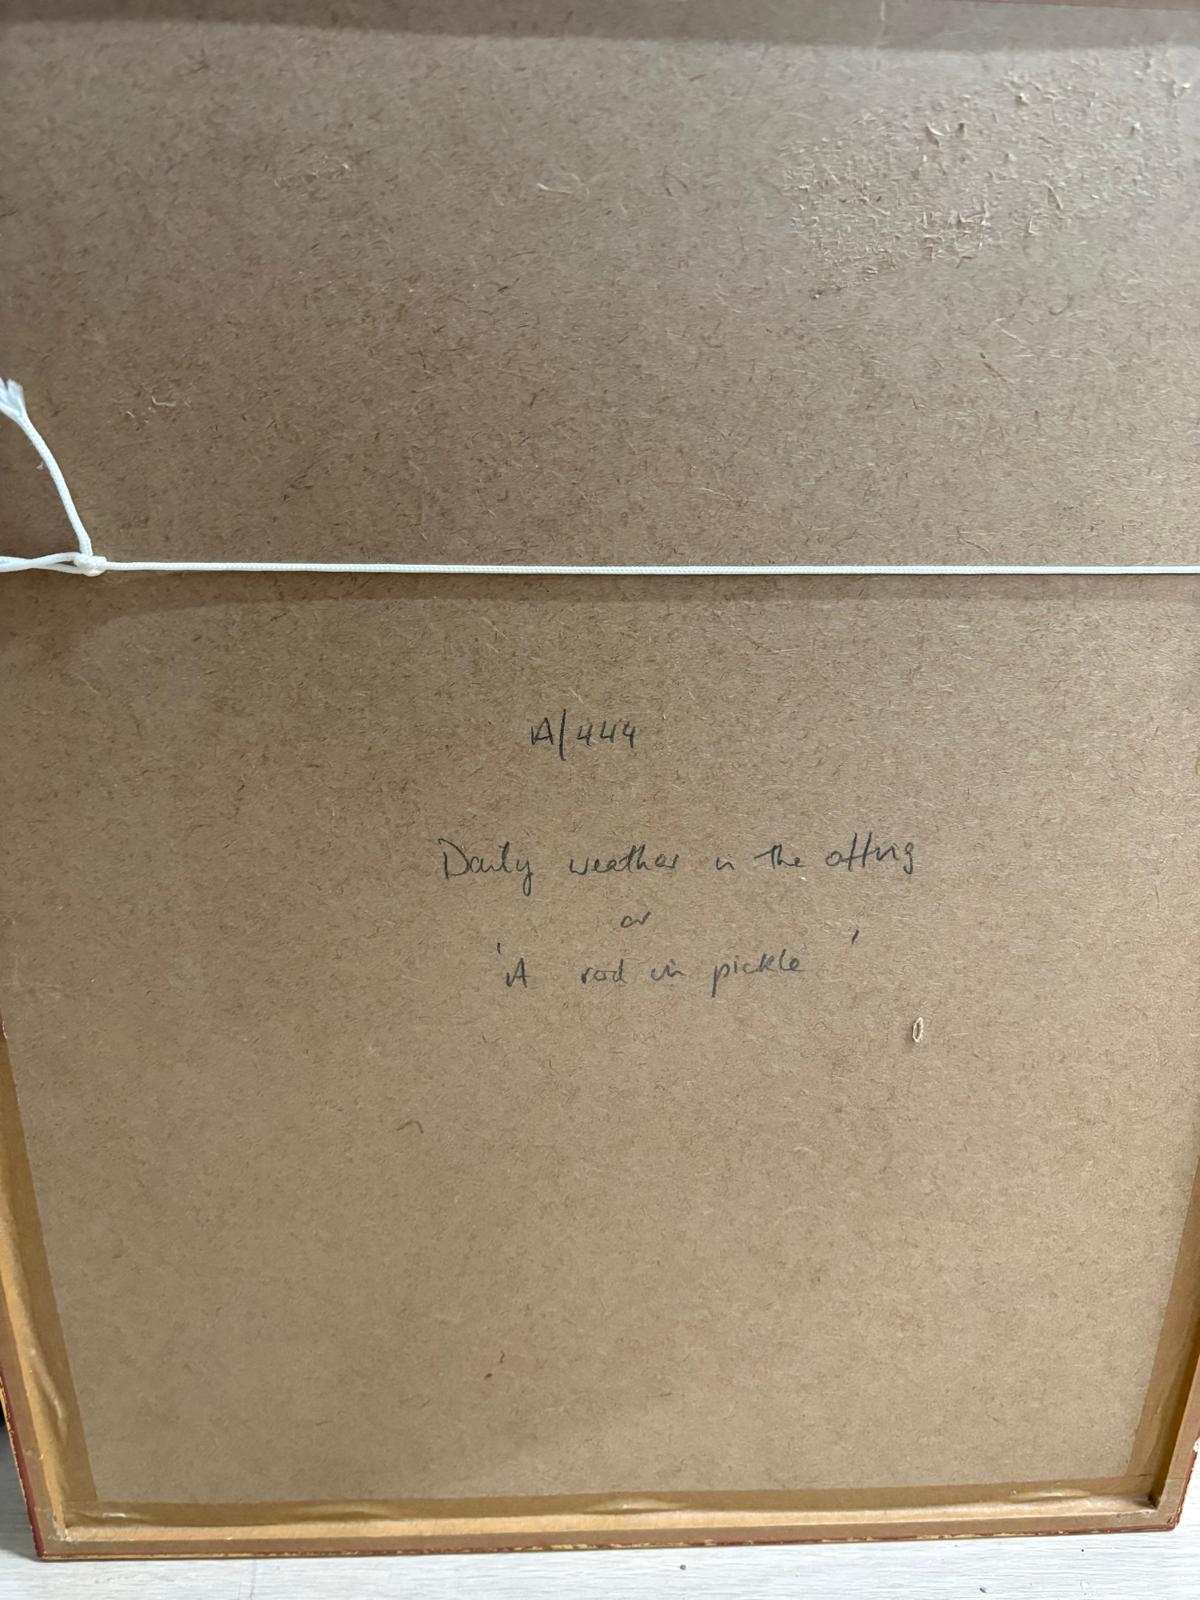 A/444
Daily weather in the offing
or
'A rod in pickle'